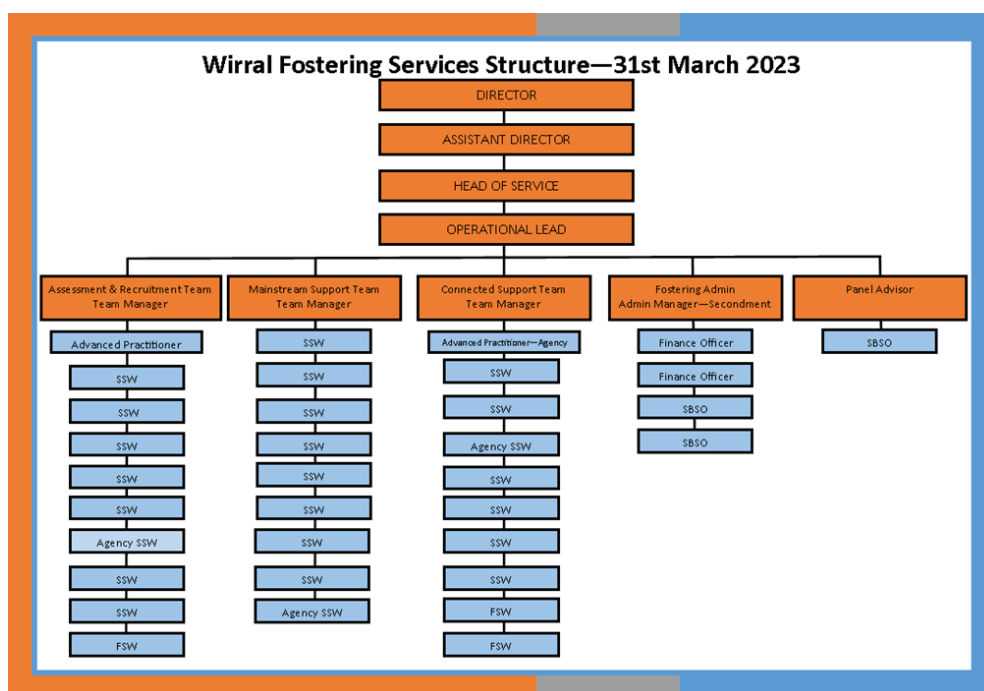 Wirral Fostering Services Structure—31st March 2023
DIRECTOR
ASSISTANT DIRECTOR
HEAD OF SERVICE
OPERATIONAL LEAD
Assessment & Recruitment Team
Team Manager
Advanced Practitioner
SSW
SSW
SSW
SSW
SSW
Agency SSW
SSW
SSW
FSW
Mainstream Support Team
Team Manager
SSW
SSW
SSW
SSW
SSW
SSW
SSW
SSW
Agency SSW
Connected Support Team
Team Manager
Advanced Practitioner—Agency
SSW
SSW
Agency SSW
SSW
SSW
SSW
SSW
FSW
FSW
Fostering Admin
Admin Manager—Secondment
Finance Officer
Finance Officer
SBSO
SBSO
Panel Advisor
SBSO